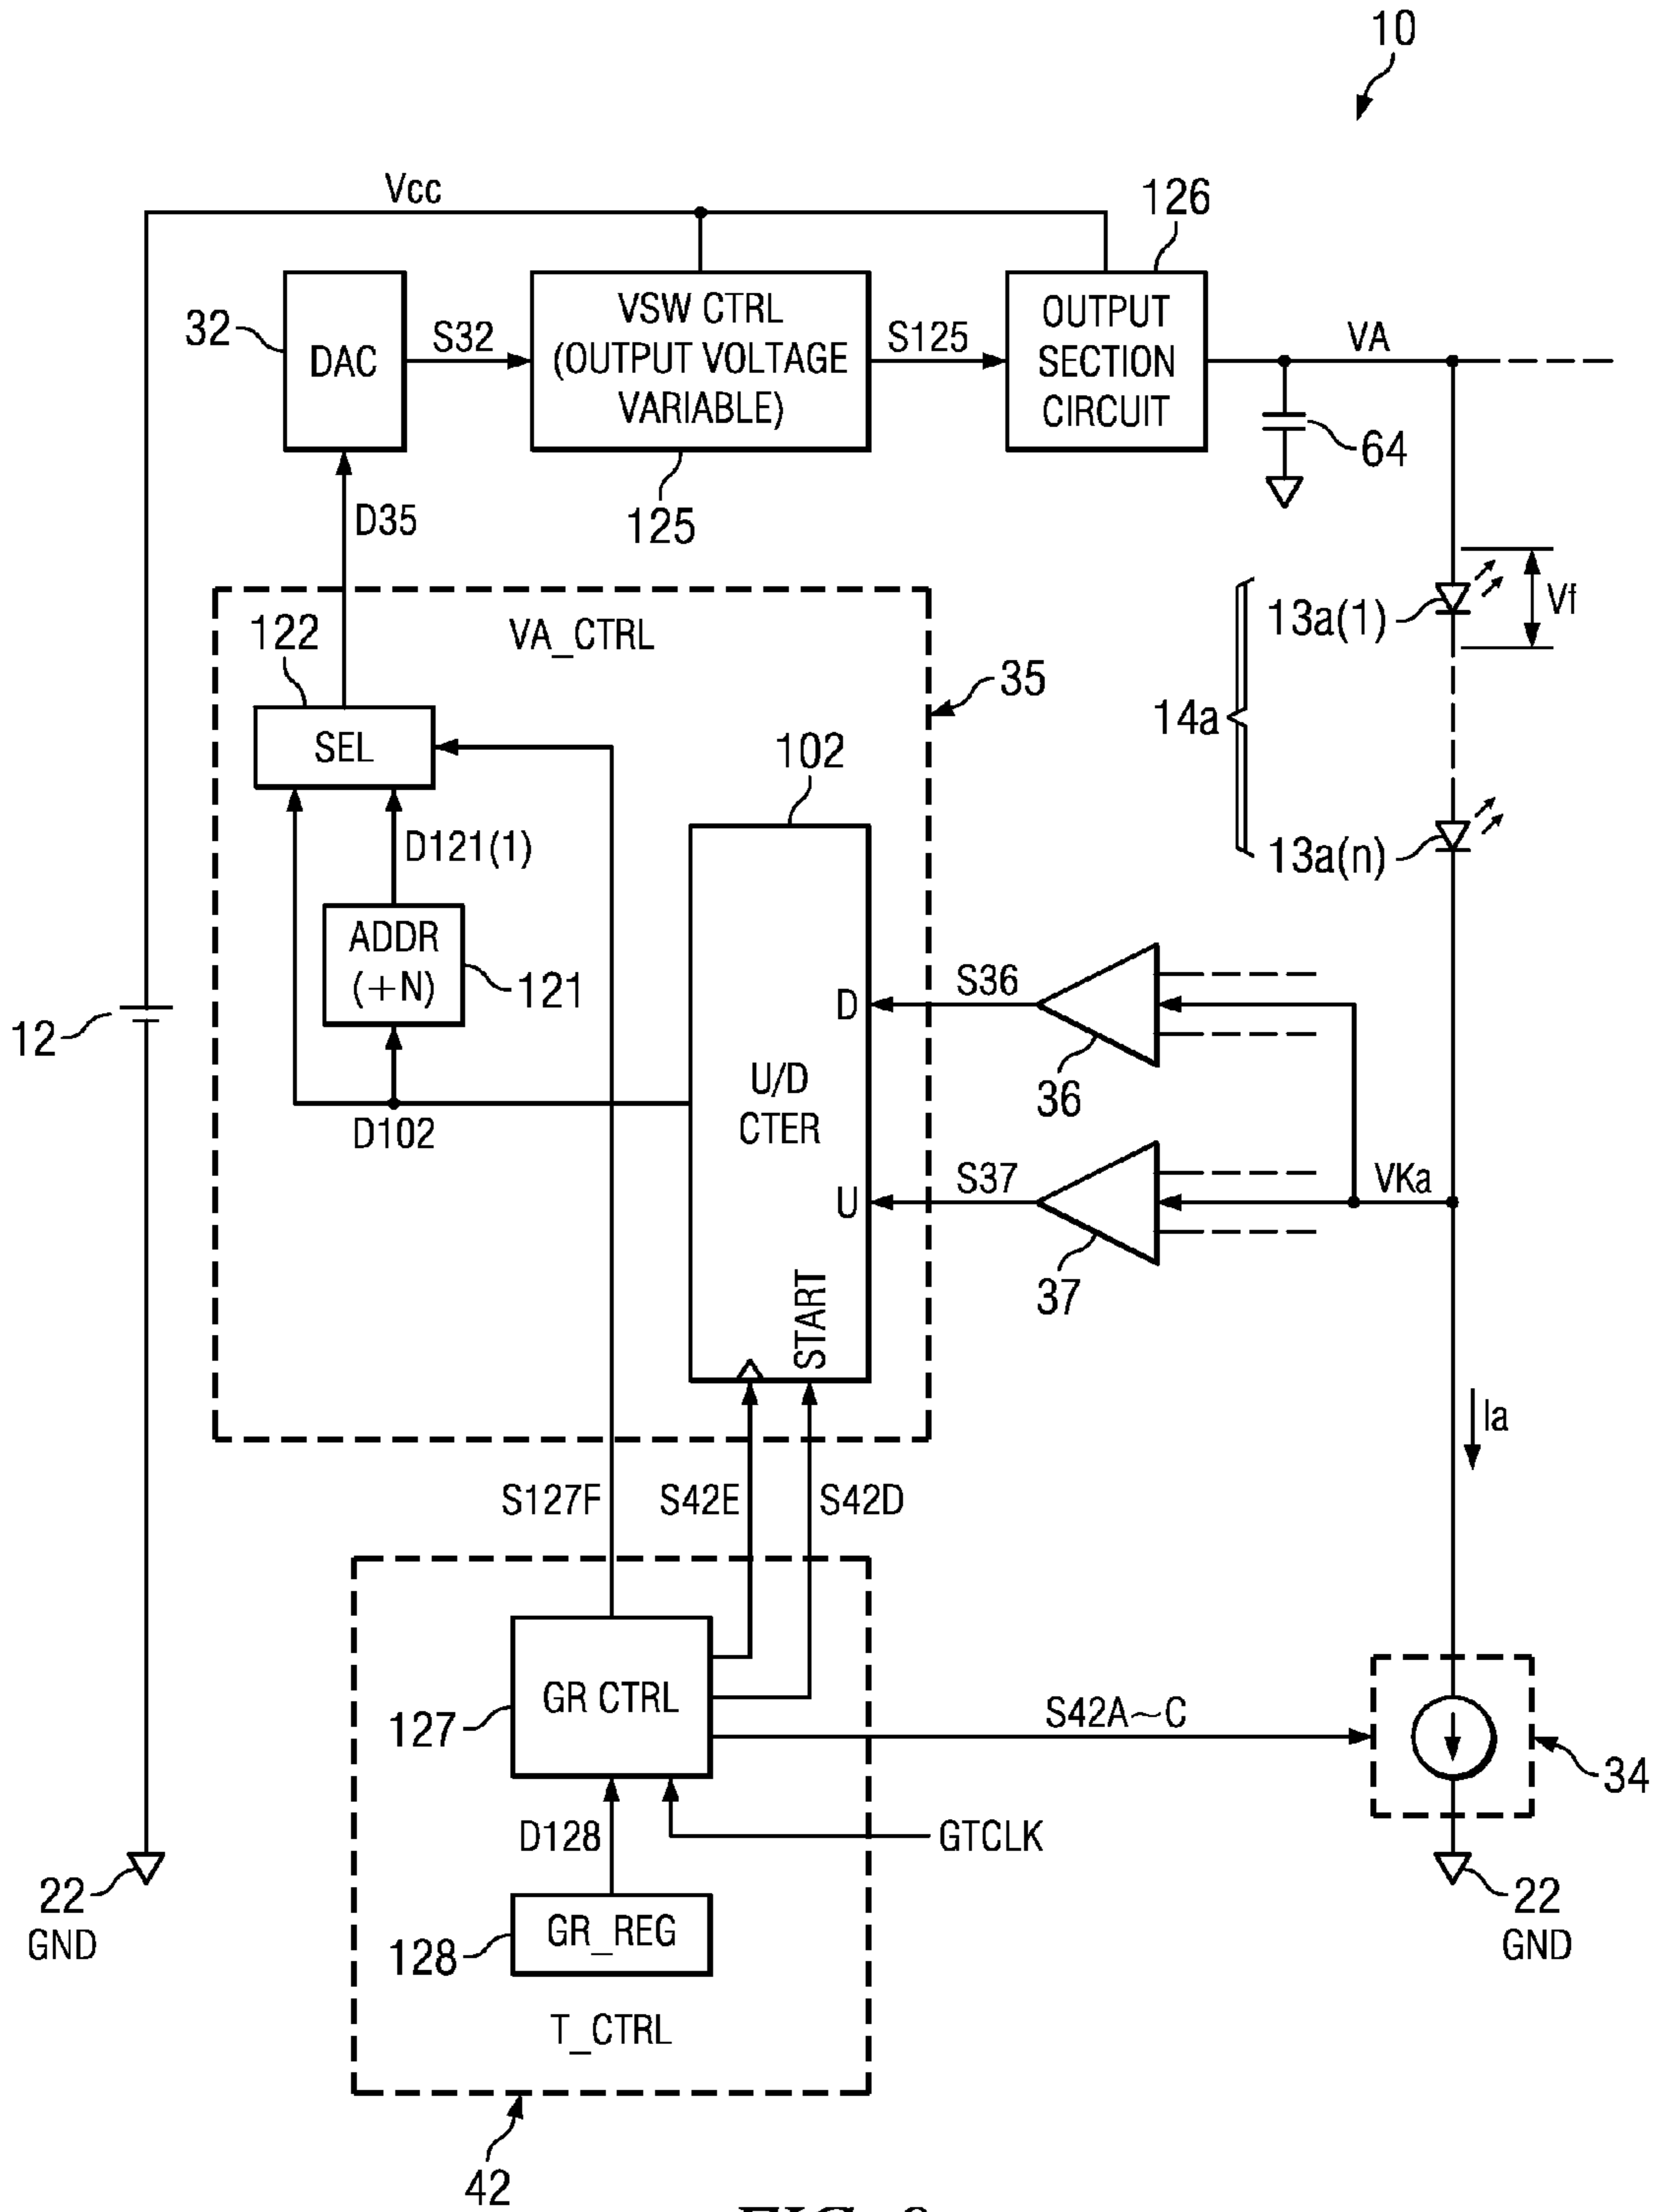 10
Vcc
126
32
DAC
S32
VSW CTRL
(OUTPUT VOLTAGE
VARIABLE)
S125
OUTPUT
SECTION
CIRCUIT
VA
64
125
D35
122
VA_CTRL
35
SEL
102
D121(1)
ADDR
(+N)
121
D102
U/D
CTER
D
U
START
S36
36
S37
37
VKa
13a(1)
Vf
14a
13a(n)
12
Ia
S127F
S42E
S42D
GR CTRL
127
S42A~C
34
D128
GTCLK
GR_REG
128
T_CTRL
42
22
GND
22
GND